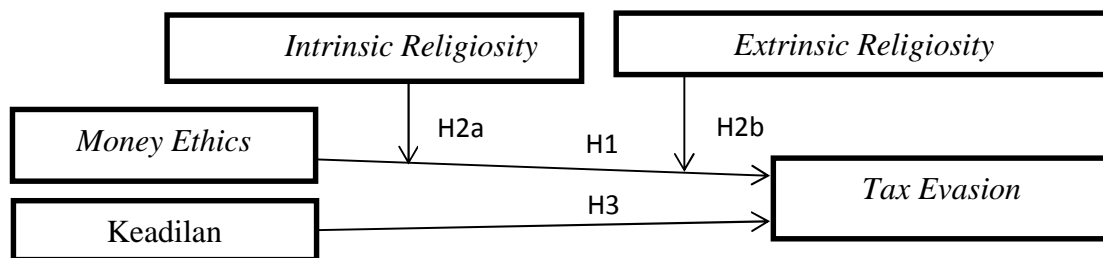 Intrinsic Religiosity
Extrinsic Religiosity
H2a
H2b
Money Ethics
H1
Tax Evasion
Keadilan
H3